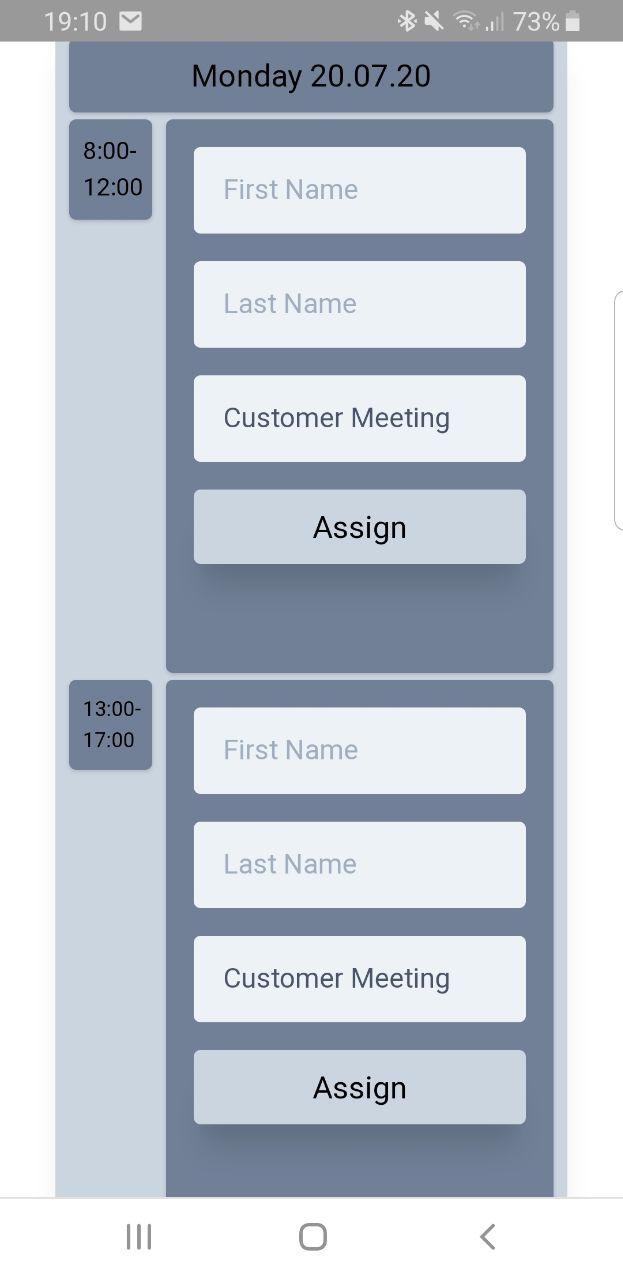 19:10
73%
Monday 20.07.20
8:00-
12:00
First Name
Last Name
Customer Meeting
Assign
13:00-
17:00
First Name
Last Name
Customer Meeting
Assign